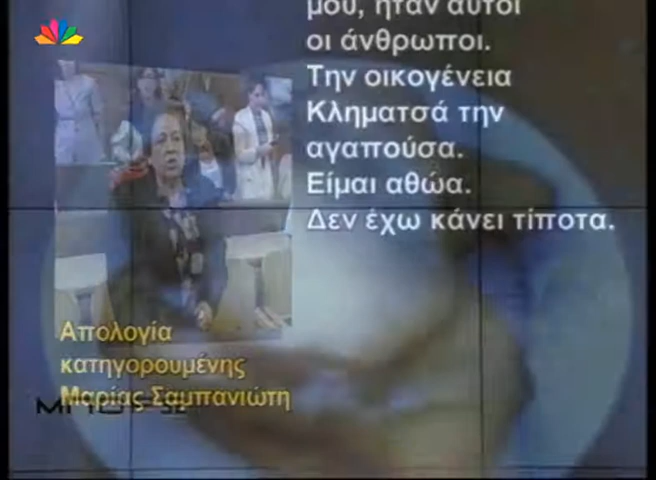 μου, ήταν αυτοί
οι άνθρωποι.
Την οικογένεια
Κληματσά την
αγαπούσα.
Είμαι αθώα.
Δεν έχω κάνει τίποτα.
Απολογία
κατηγορουμένης
Μαρίας Σαμπανιώτη